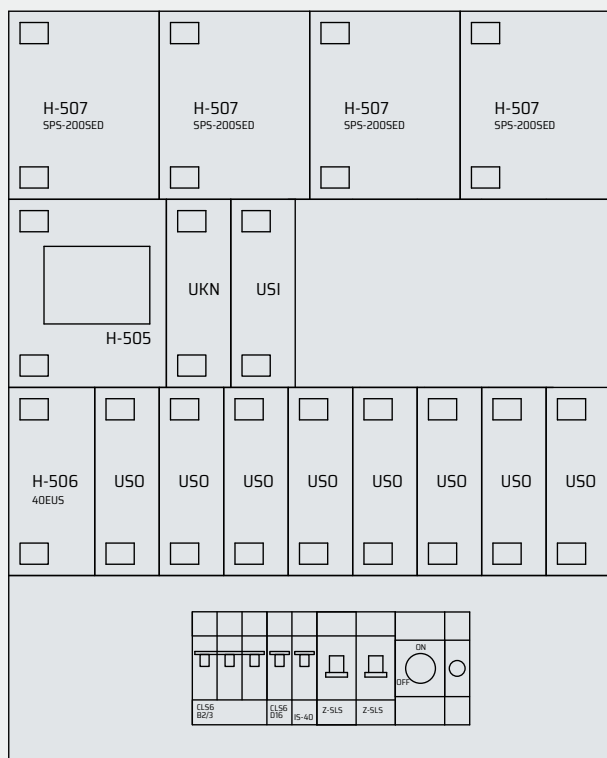 H-507
SPS-200SED
H-507
SPS-200SED
H-507
SPS-200SED
H-507
SPS-200SED
H-505
UKN
USI
H-506
40EUS
USO
USO
USO
USO
USO
USO
USO
USO
CLS6
B2/3
CLS6
D16
IS-40
Z-SLS
Z-SLS
ON
OFF